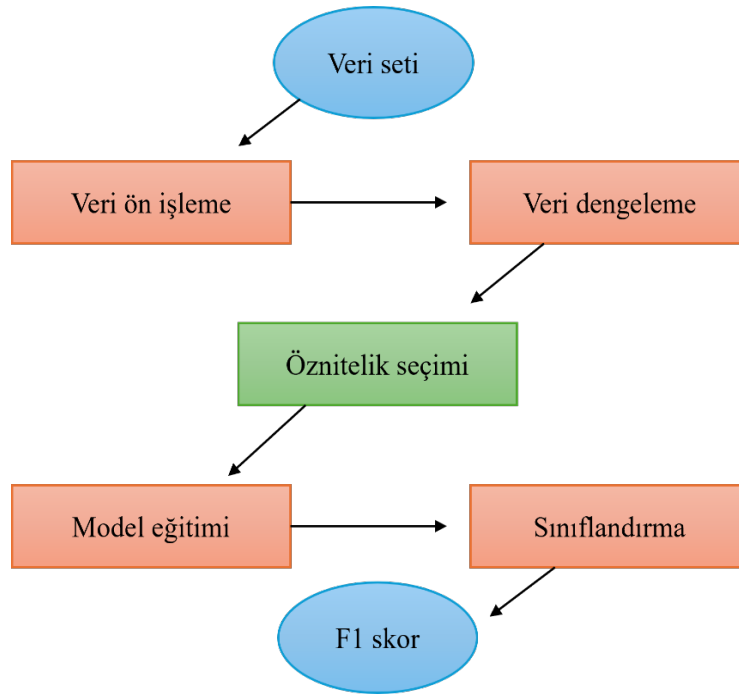 Veri seti
Veri ön işleme
Veri dengeleme
Öznitelik seçimi
Model eğitimi
Sınıflandırma
F1 skor